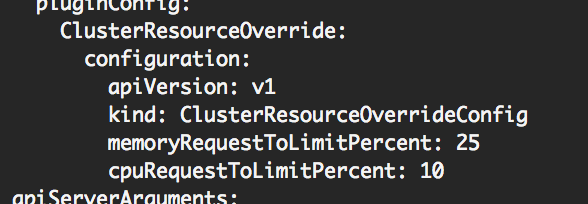 pluginConfig:
ClusterResourceOverride:
configuration:
apiVersion: v1
kind: ClusterResourceOverrideConfig
memoryRequestToLimitPercent: 25
cpuRequestToLimitPercent: 10
apiServerArguments: